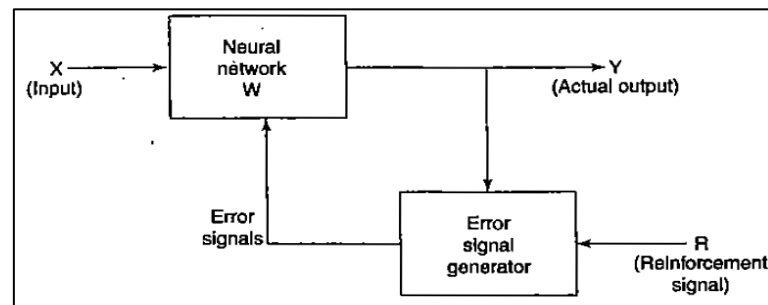 Neural
network
W
X
(Input)
Y
(Actual output)
Error
signals
Error
signal
generator
R
(Reinforcement
signal)